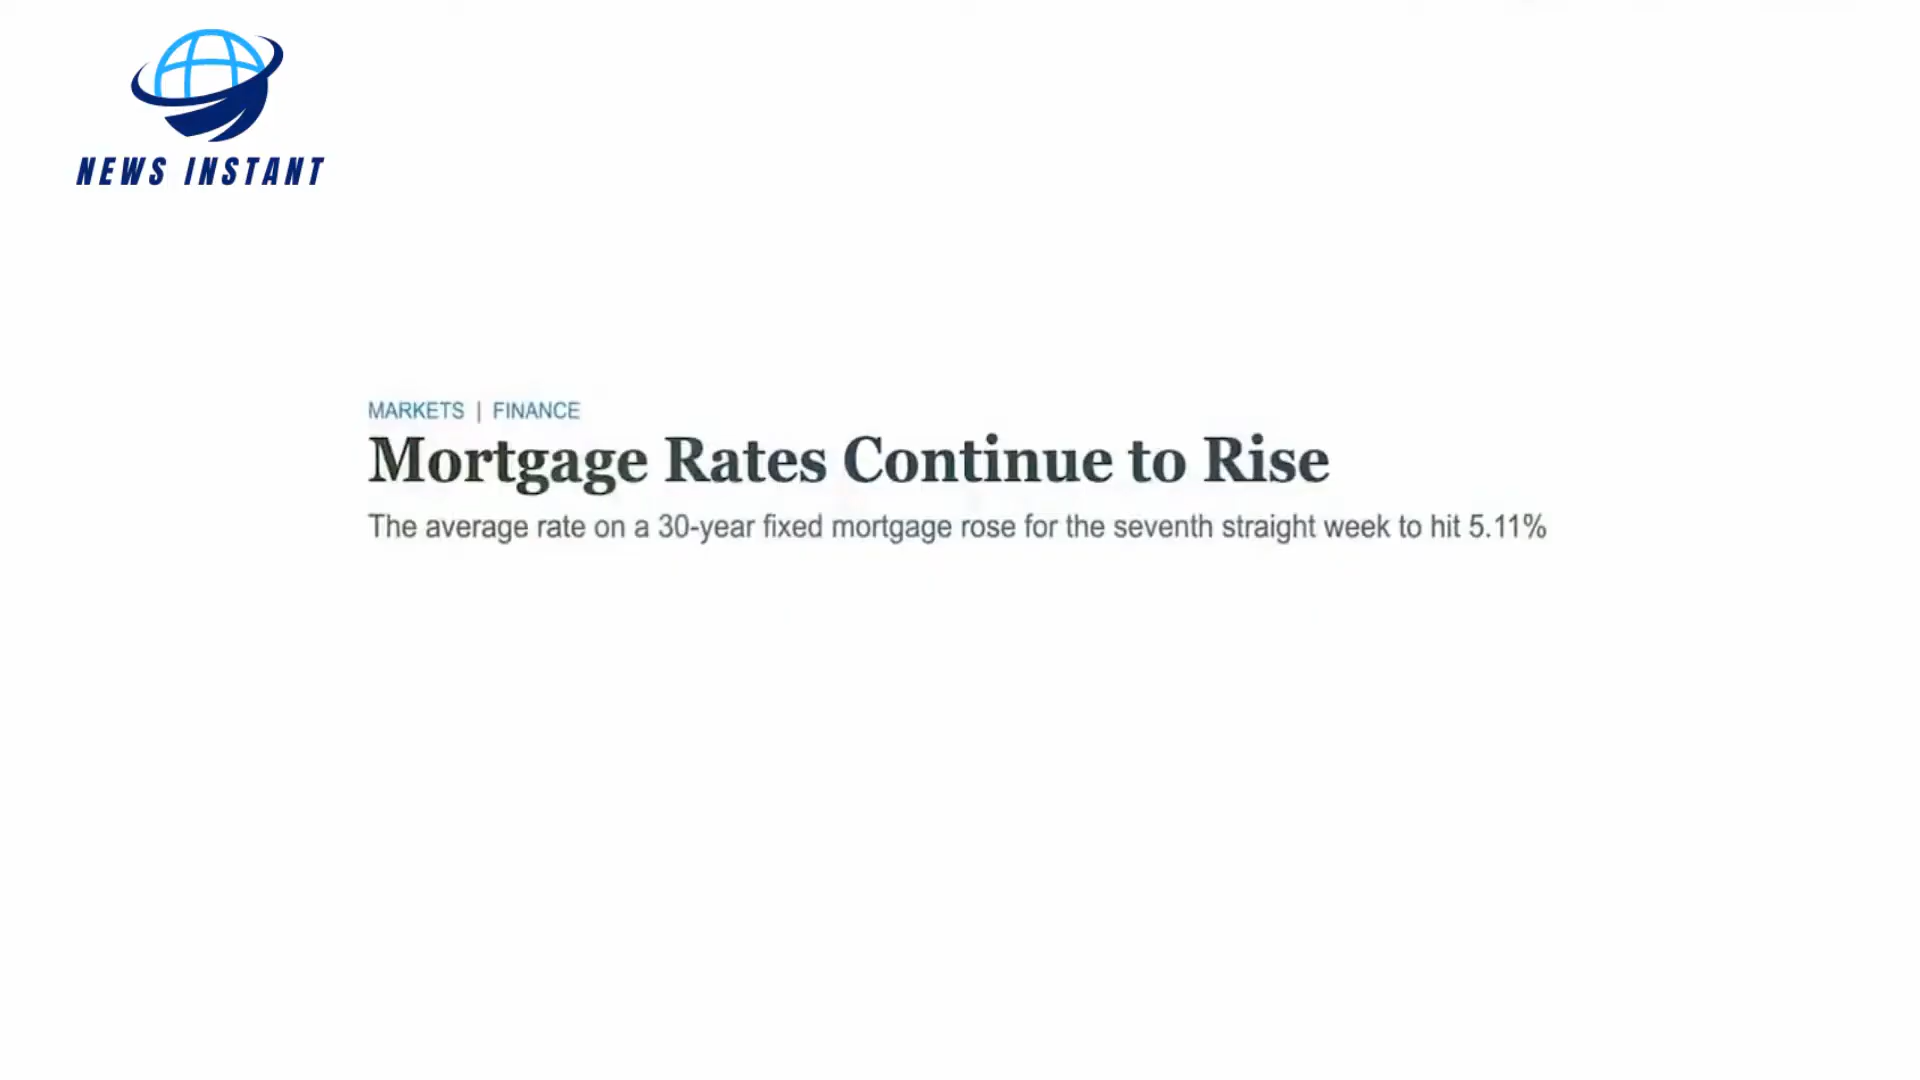 NEWS INSTANT
MARKETS | FINANCE
Mortgage Rates Continue to Rise
The average rate on a 30-year fixed mortgage rose for the seventh straight week to hit 5.11%